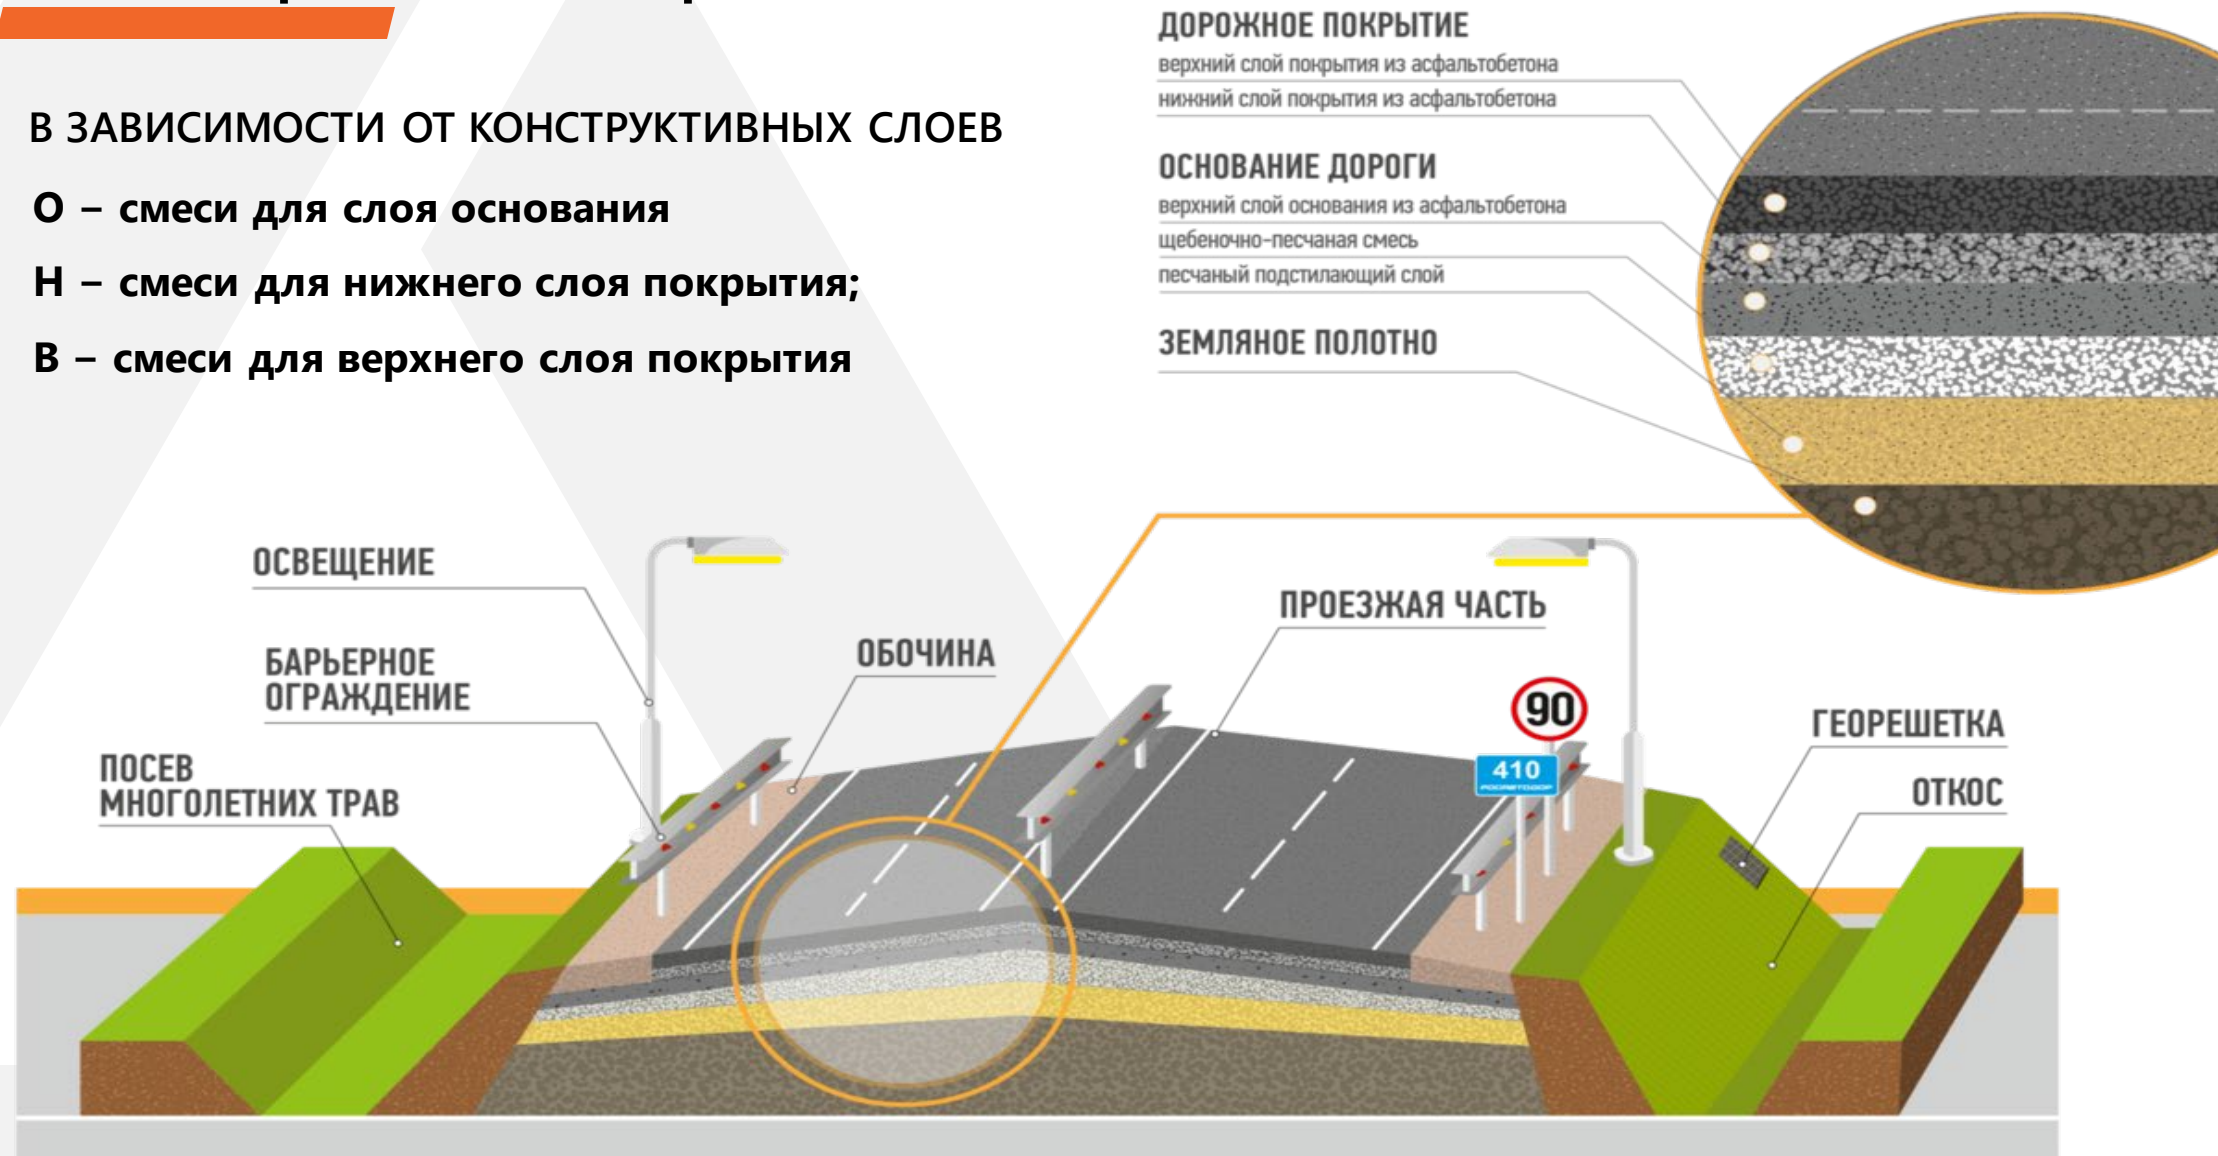 В ЗАВИСИМОСТИ ОТ КОНСТРУКТИВНЫХ СЛОЕВ
О – смеси для слоя основания
Н – смеси для нижнего слоя покрытия;
В – смеси для верхнего слоя покрытия
ДОРОЖНОЕ ПОКРЫТИЕ
верхний слой покрытия из асфальтобетона
нижний слой покрытия из асфальтобетона
ОСНОВАНИЕ ДОРОГИ
верхний слой основания из асфальтобетона
щебеночно-песчаная смесь
песчаный подстилающий слой
ЗЕМЛЯНОЕ ПОЛОТНО
ОСВЕЩЕНИЕ
БАРЬЕРНОЕ
ОГРАЖДЕНИЕ
ПОСЕВ
МНОГОЛЕТНИХ ТРАВ
ОБОЧИНА
ПРОЕЗЖАЯ ЧАСТЬ
90
410
РОСАВТОДОР
ГЕОРЕШЕТКА
ОТКОС